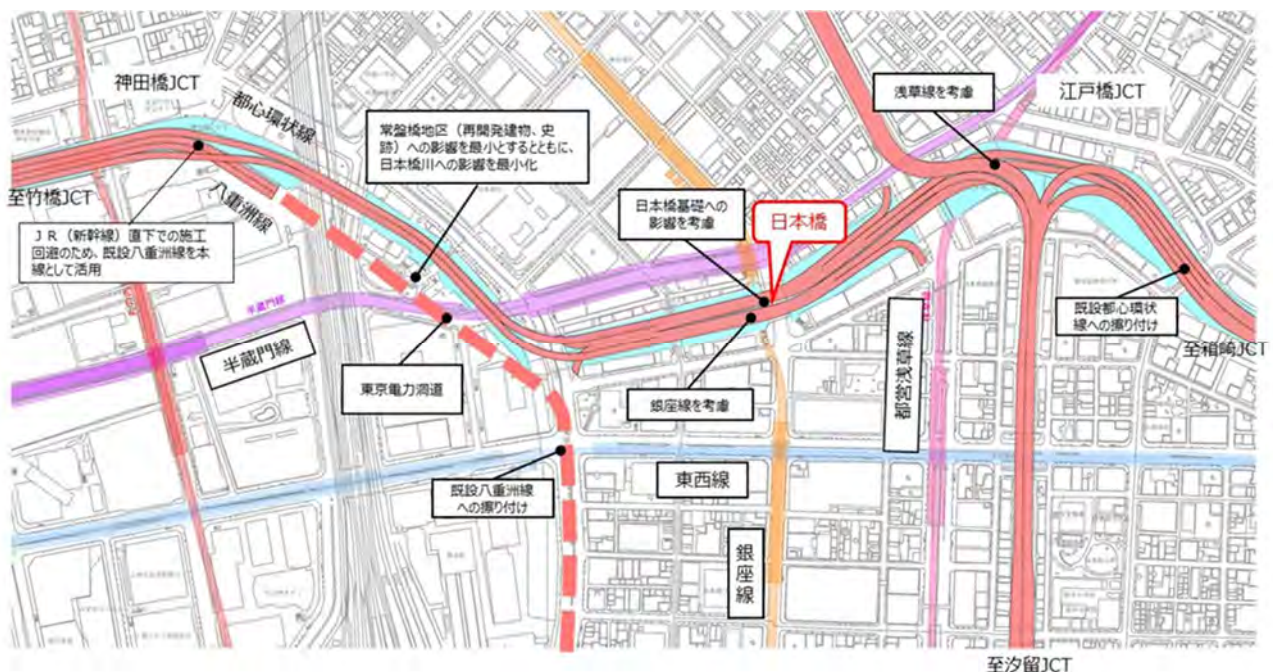 神田橋JCT
都心環状線
八重洲線
至竹橋JCT
JR(新幹線)直下での施工
回避のため、既設八重洲線を本
線として活用
常盤橋地区(再開発建物、史
跡)への影響を最小とするとともに、
日本橋川への影響を最小化
浅草線を考慮
江戸橋JCT
日本橋基礎への
影響を考慮
日本橋
半蔵門線
半蔵門線
東京電力洞道
銀座線を考慮
都営浅草線
既設都心環状
線への擦り付け
至箱崎JCT
既設八重洲線
への擦り付け
東西線
銀座線
至汐留JCT